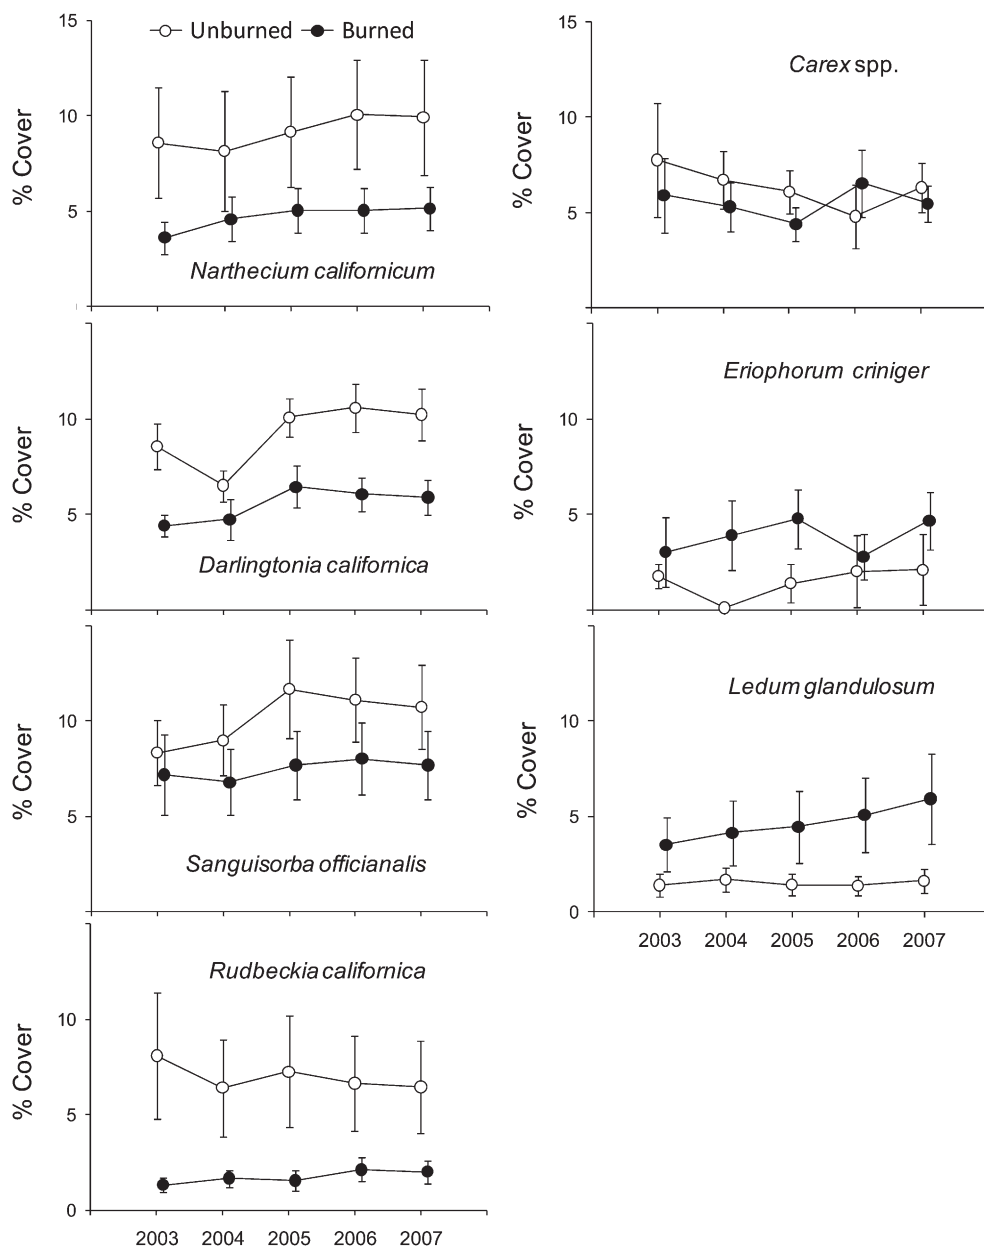 15
Unburned Burned
10
% Cover
5
Narthecium californicum
15
Carex spp.
10
% Cover
5
10
% Cover
5
Darlingtonia californica
Eriophorum criniger
10
% Cover
5
10
% Cover
5
Sanguisorba officianalis
Ledum glandulosum
10
% Cover
5
0
2003 2004 2005 2006 2007
Rudbeckia californica
10
% Cover
5
0
2003 2004 2005 2006 2007